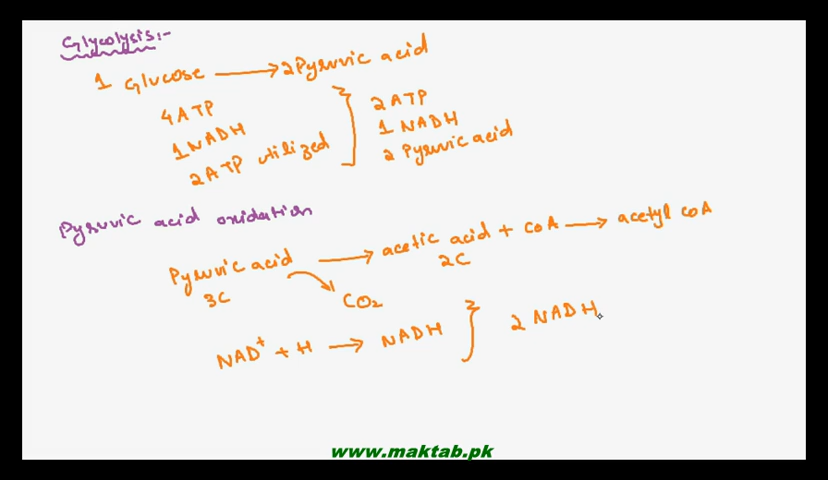 Glycolysis:-
1 Glucose → 2 Pyruvic acid
4 ATP
1 NADH
2 ATP utilized
2 ATP
1 NADH
2 Pyruvic acid
Pyruvic acid oxidation
Pyruvic acid → acetic acid + CoA → acetyl CoA
3C
2C
CO2
NAD+ + H → NADH } 2 NADH
www.maktab.pk